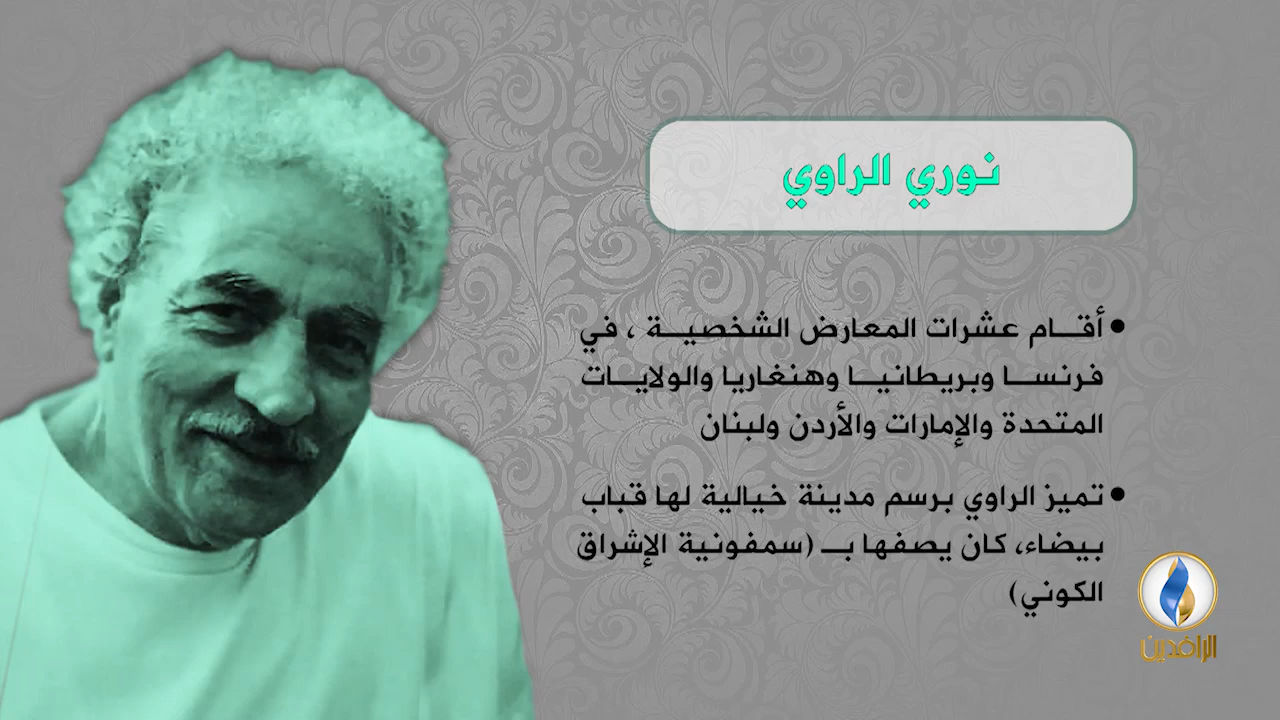 نوري الراوي
• أقام عشرات المعارض الشخصية ، في
فرنسا وبريطانيا وهنغاريا والولايات
المتحدة والإمارات والأردن ولبنان
• تميز الراوي برسم مدينة خيالية لها قباب
بيضاء، كان يصفها بـ (سمفونية الإشراق
الكوني)
الرافدين